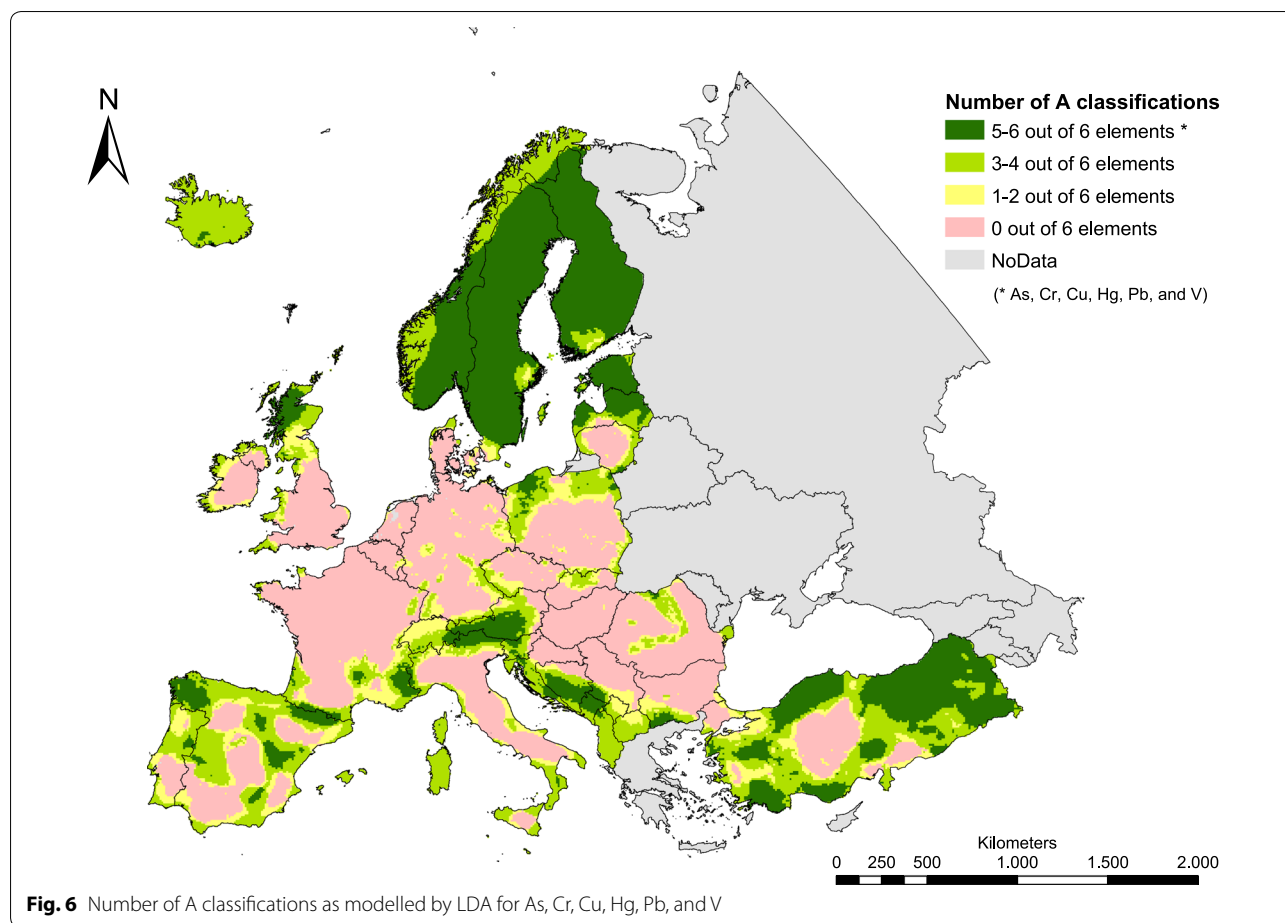 N
Number of A classifications
5-6 out of 6 elements *
3-4 out of 6 elements
1-2 out of 6 elements
0 out of 6 elements
NoData
(* As, Cr, Cu, Hg, Pb, and V)
Kilometers
0 250 500 1.000 1.500 2.000
Fig. 6 Number of A classifications as modelled by LDA for As, Cr, Cu, Hg, Pb, and V